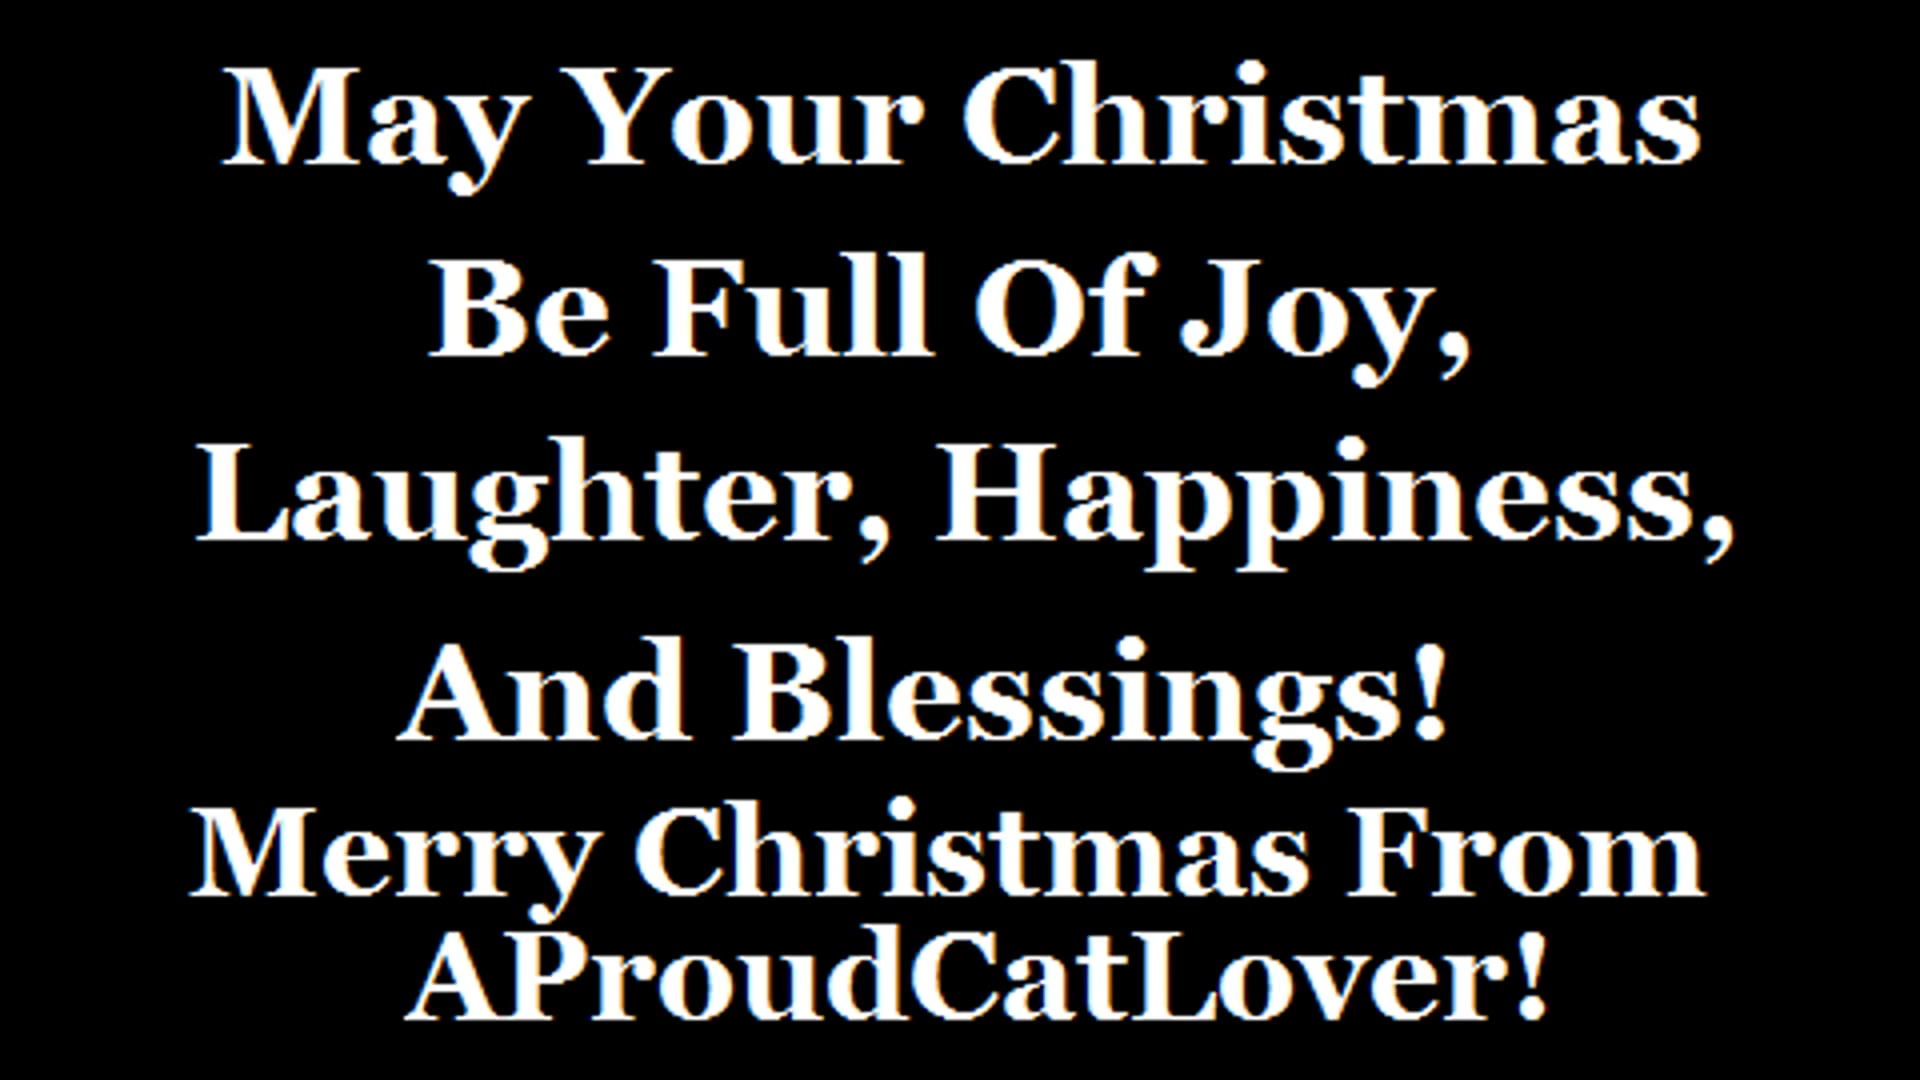 May Your Christmas
Be Full Of Joy,
Laughter, Happiness,
And Blessings!
Merry Christmas From
AProudCatLover!